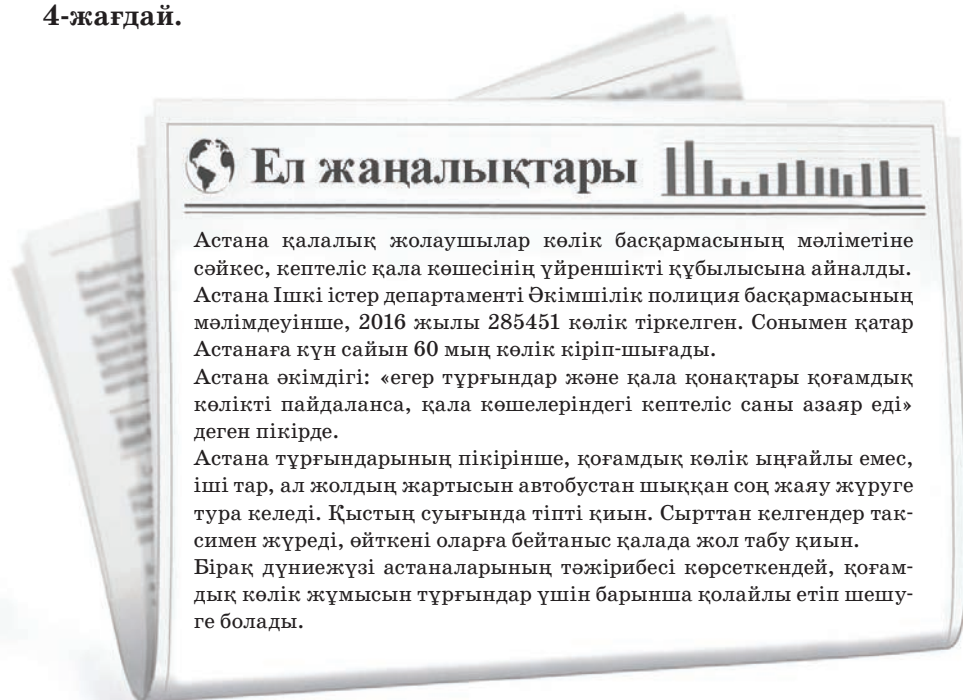 4-жағдай.
Ел жаңалықтары
Астана қалалық жолаушылар көлік басқармасының мәліметіне
сәйкес, кептеліс қала көшесінің үйреншікті құбылысына айналды.
Астана Ішкі істер департаменті Әкімшілік полиция басқармасының
мәлімдеуінше, 2016 жылы 285451 көлік тіркелген. Сонымен қатар
Астанаға күн сайын 60 мың көлік кіріп-шығады.
Астана әкімдігі: «егер тұрғындар және қала қонақтары қоғамдық
көлікті пайдаланса, қала көшелеріндегі кептеліс саны азаяр еді»
деген пікірде.
Астана тұрғындарының пікірінше, қоғамдық көлік ыңғайлы емес,
іші тар, ал жолдың жартысын автобустан шыққан соң жаяу жүруге
тура келеді. Қыстың суығында тіпті қиын. Сырттан келгендер так-
симен жүреді, өйткені оларға бейтаныс қалада жол табу қиын.
Бірақ дүниежүзі астаналарының тәжірибесі көрсеткендей, қоғам-
дық көлік жұмысын тұрғындар үшін барынша қолайлы етіп шешу-
ге болады.